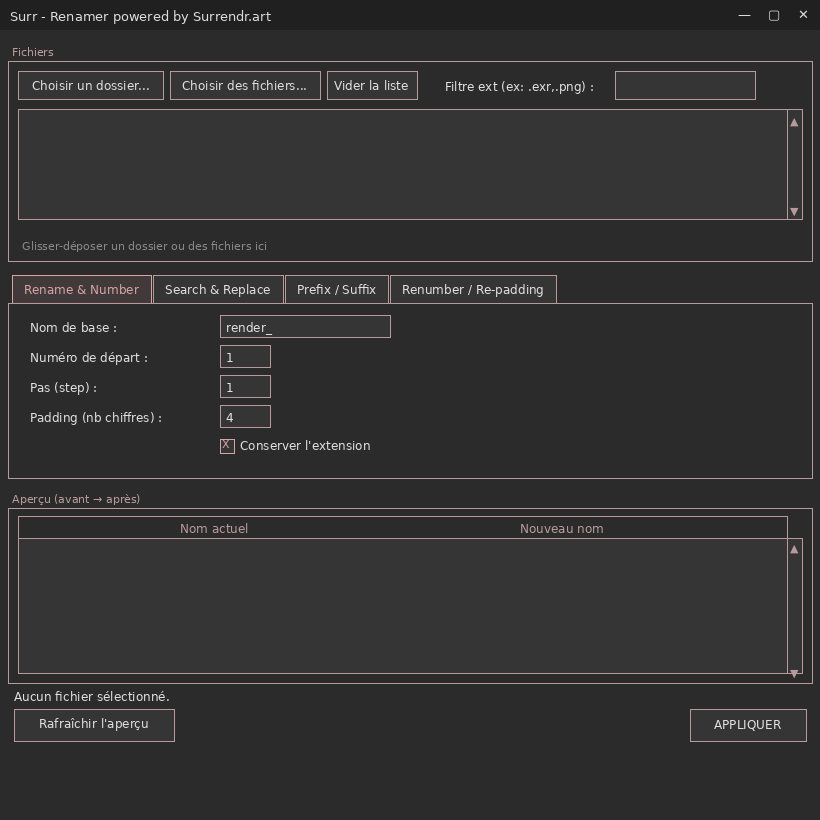 Surr - Renamer powered by Surrendr.art
Fichiers
Choisir un dossier... Choisir des fichiers... Vider la liste Filtre ext (ex: .exr,.png) :
Glisser-déposer un dossier ou des fichiers ici
Rename & Number Search & Replace Prefix / Suffix Renumber / Re-padding
Nom de base : render_
Numéro de départ : 1
Pas (step) : 1
Padding (nb chiffres) : 4
X Conserver l'extension
Aperçu (avant → après)
Nom actuel Nouveau nom
Aucun fichier sélectionné.
Rafraîchir l'aperçu APPLIQUER